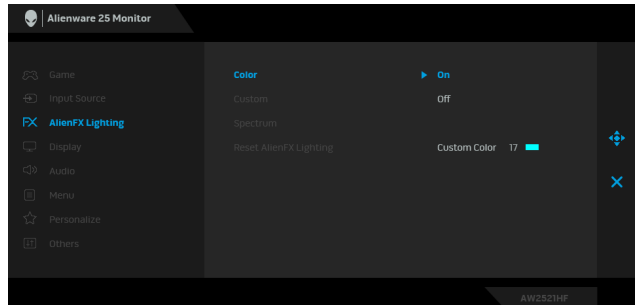 Alienware 25 Monitor
Game
Input Source
FX AlienFX Lighting
Display
Audio
Menu
Personalize
Others
Color
On
Custom
Off
Spectrum
Reset AlienFX Lighting
Custom Color 17
AW2521HF